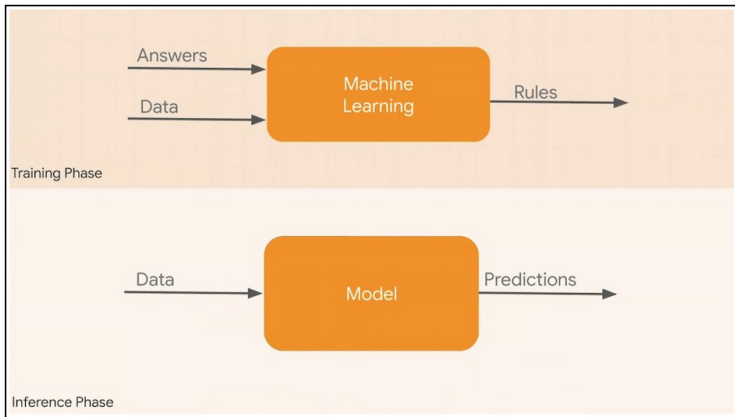 Answers
Data
Machine
Learning
Rules
Training Phase
Data
Model
Predictions
Inference Phase